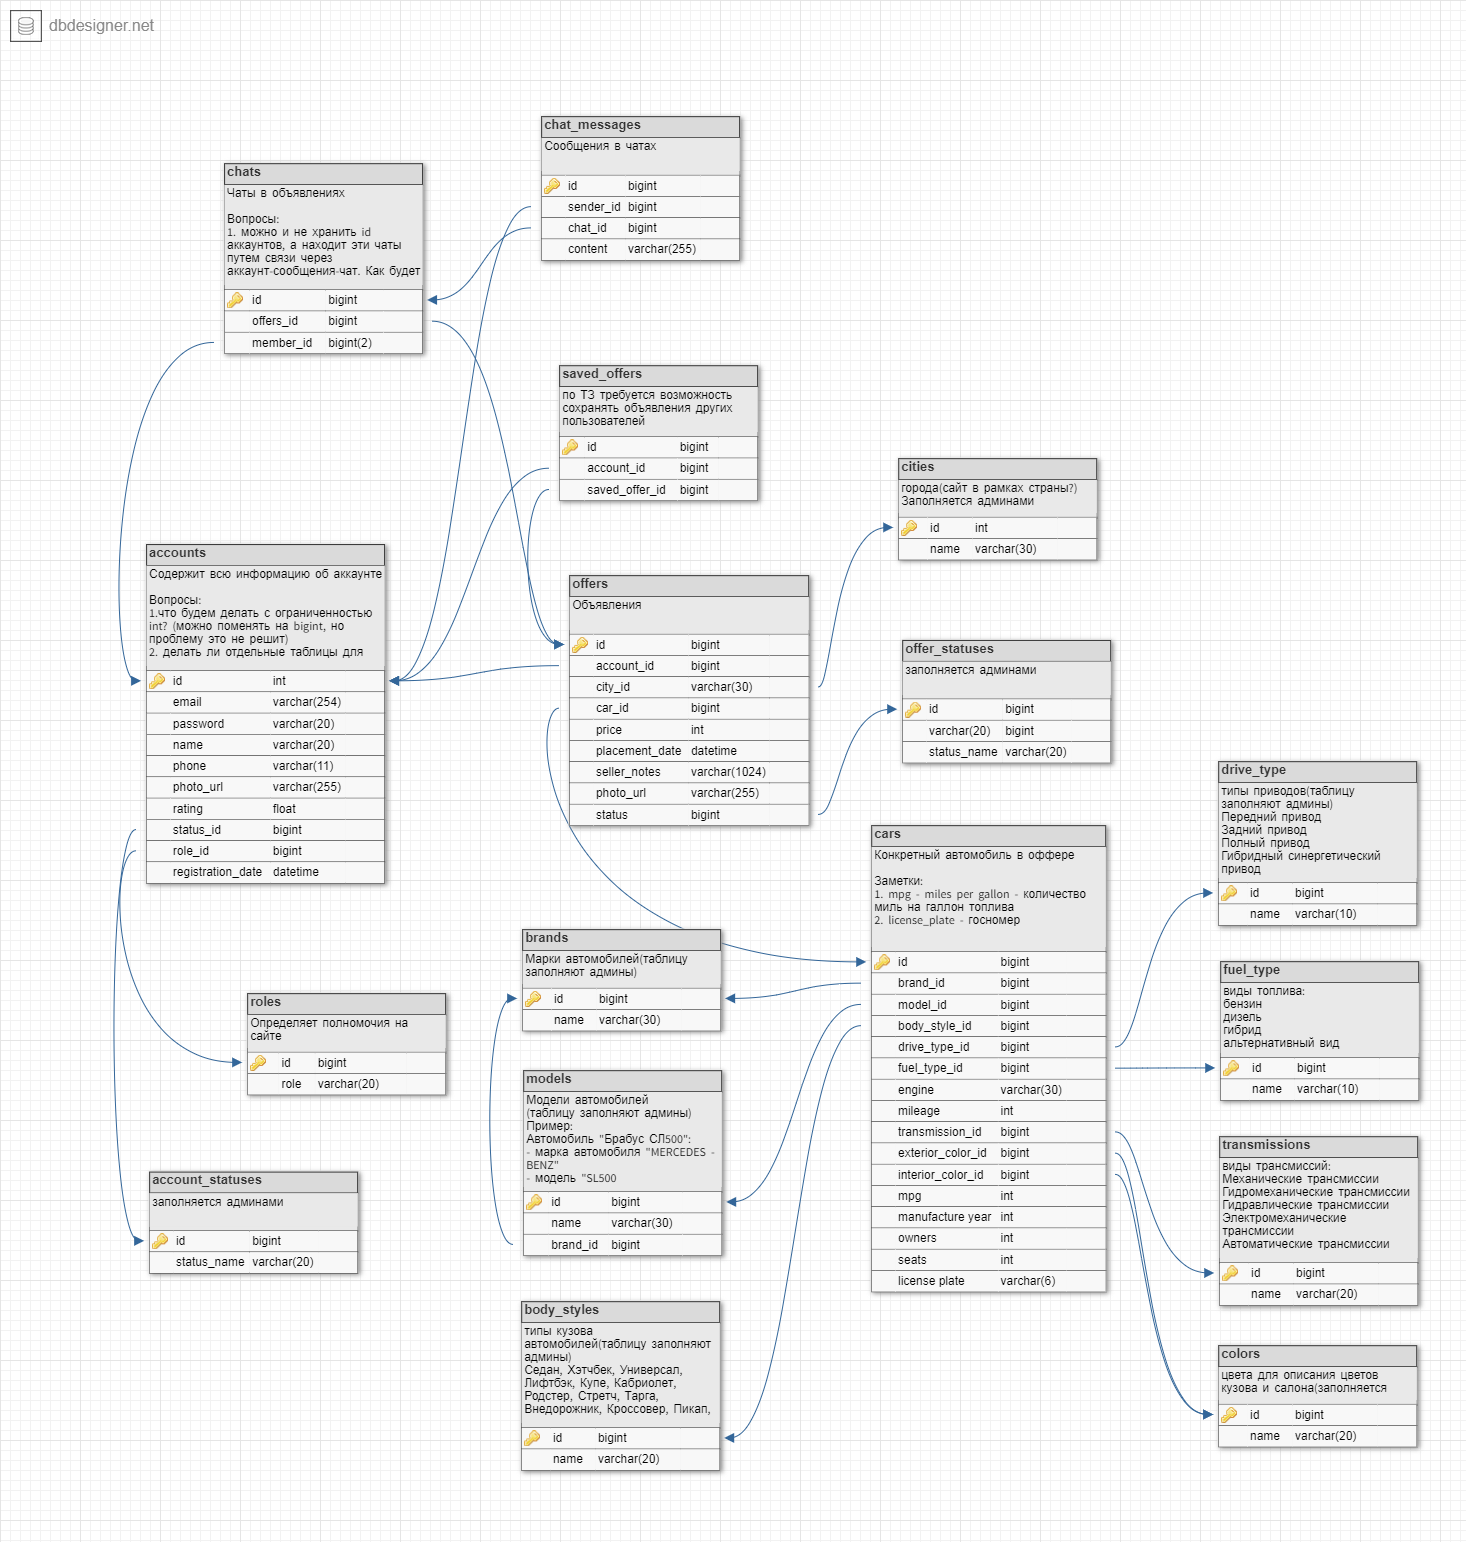 dbdesigner.net
chat_messages
Сообщения в чатах
id bigint
sender_id bigint
chat_id bigint
content varchar(255)
chats
Чаты в объявлениях
Вопросы:
1. можно и не хранить id
аккаунтов, а находит эти чаты
путем связи через
аккаунт-сообщения-чат. Как будет
id bigint
offers_id bigint
member_id bigint(2)
saved_offers
по ТЗ требуется возможность
сохранять объявления других
пользователей
id bigint
account_id bigint
saved_offer_id bigint
cities
города(сайт в рамках страны?)
Заполняется админами
id int
name varchar(30)
accounts
Содержит всю информацию об аккаунте
Вопросы:
1.что будем делать с ограниченностью
int? (можно поменять на bigint, но
проблему это не решит)
2. делать ли отдельные таблицы для
id int
email varchar(254)
password varchar(20)
name varchar(20)
phone varchar(11)
photo_url varchar(255)
rating float
status_id bigint
role_id bigint
registration_date datetime
offers
Объявления
id bigint
account_id bigint
city_id varchar(30)
car_id bigint
price int
placement_date datetime
seller_notes varchar(1024)
photo_url varchar(255)
status bigint
offer_statuses
заполняется админами
id bigint
varchar(20) bigint
status_name varchar(20)
drive_type
типы приводов(таблицу
заполняют админы)
Передний привод
Задний привод
Полный привод
Гибридный синергетический
привод
id bigint
name varchar(10)
cars
Конкретный автомобиль в оффере
Заметки:
1. mpg - miles per gallon - количество
миль на галлон топлива
2. license_plate - госномер
id bigint
brand_id bigint
model_id bigint
body_style_id bigint
drive_type_id bigint
fuel_type_id bigint
engine varchar(30)
mileage int
transmission_id bigint
exterior_color_id bigint
interior_color_id bigint
mpg int
manufacture year int
owners int
seats int
license plate varchar(6)
brands
Марки автомобилей(таблицу
заполняют админы)
id bigint
name varchar(30)
fuel_type
виды топлива:
бензин
дизель
гибрид
альтернативный вид
id bigint
name varchar(10)
roles
Определяет полномочия на
сайте
id bigint
role varchar(20)
models
Модели автомобилей
(таблицу заполняют админы)
Пример:
Автомобиль "Брабус СЛ500":
- марка автомобиля "MERCEDES -
BENZ"
- модель "SL500
id bigint
name varchar(30)
brand_id bigint
transmissions
виды трансмиссий:
Механические трансмиссии
Гидромеханические трансмиссии
Гидравлические трансмиссии
Электромеханические
трансмиссии
Автоматические трансмиссии
id bigint
name varchar(20)
account_statuses
заполняется админами
id bigint
status_name varchar(20)
body_styles
типы кузова
автомобилей(таблицу заполняют
админы)
Седан, Хэтчбек, Универсал,
Лифтбэк, Купе, Кабриолет,
Родстер, Стретч, Тарга,
Внедорожник, Кроссовер, Пикап,
id bigint
name varchar(20)
colors
цвета для описания цветов
кузова и салона(заполняется
id bigint
name varchar(20)